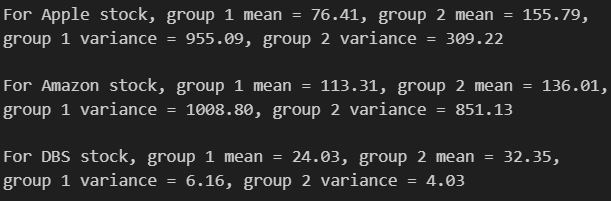 For Apple stock, group 1 mean = 76.41, group 2 mean = 155.79,
group 1 variance = 955.09, group 2 variance = 309.22
For Amazon stock, group 1 mean = 113.31, group 2 mean = 136.01,
group 1 variance = 1008.80, group 2 variance = 851.13
For DBS stock, group 1 mean = 24.03, group 2 mean = 32.35,
group 1 variance = 6.16, group 2 variance = 4.03